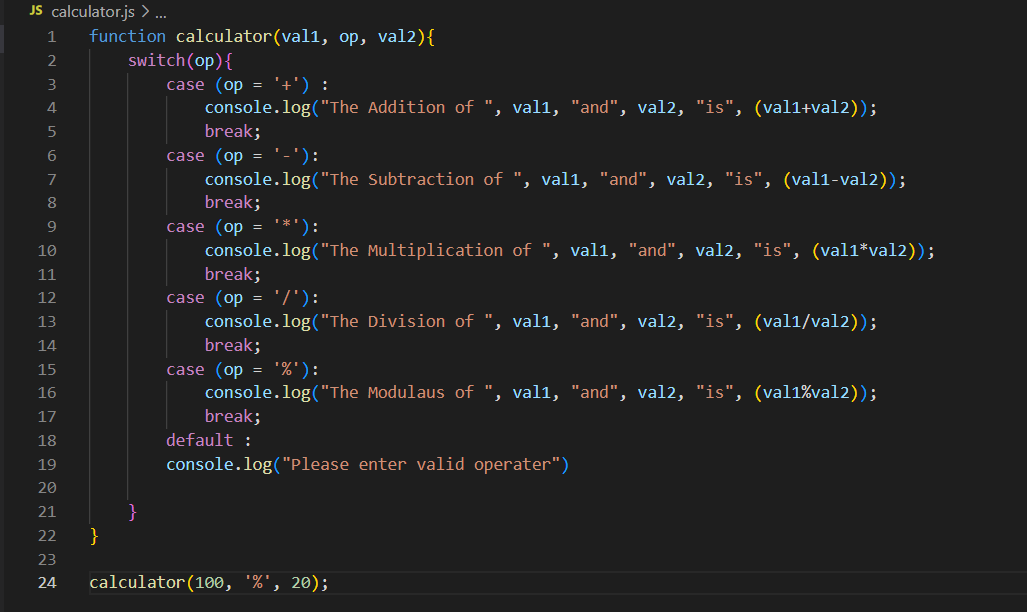 JS calculator.js > ...
1 function calculator(val1, op, val2){
2     switch(op){
3         case (op = '+') :
4             console.log("The Addition of ", val1, "and", val2, "is", (val1+val2));
5             break;
6         case (op = '-'):
7             console.log("The Subtraction of ", val1, "and", val2, "is", (val1-val2));
8             break;
9         case (op = '*'):
10             console.log("The Multiplication of ", val1, "and", val2, "is", (val1*val2));
11             break;
12         case (op = '/'):
13             console.log("The Division of ", val1, "and", val2, "is", (val1/val2));
14             break;
15         case (op = '%'):
16             console.log("The Modulaus of ", val1, "and", val2, "is", (val1%val2));
17             break;
18         default :
19         console.log("Please enter valid operater")
20
21     }
22 }
23
24 calculator(100, '%', 20);